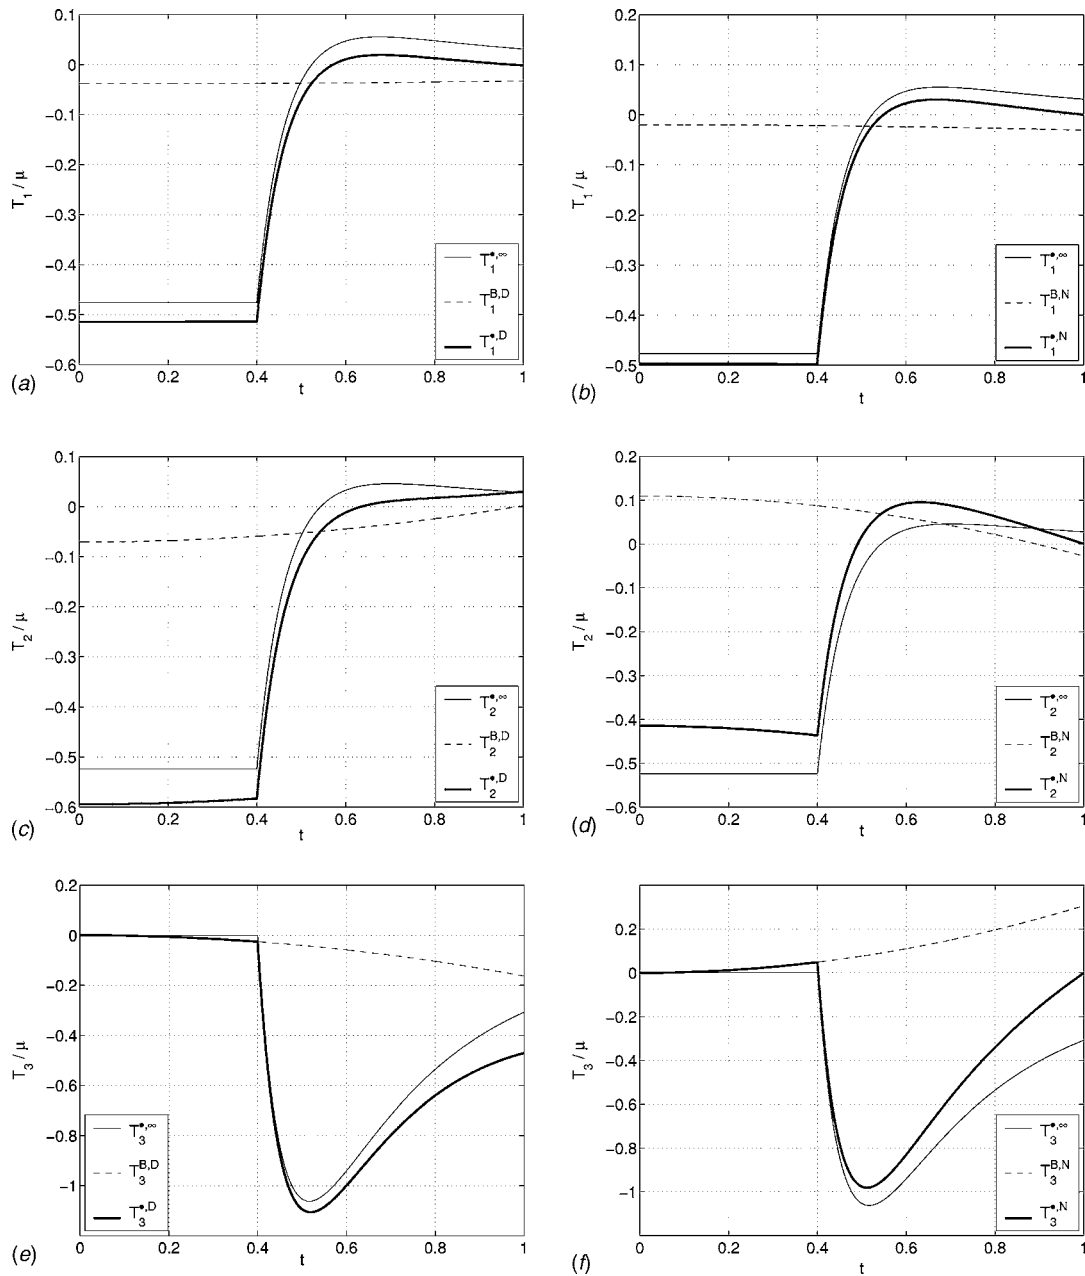 0.1
0
−0.1
−0.2
−0.3
−0.4
−0.5
−0.6
T₁ / μ
0 0.2 0.4 0.6 0.8 1
t
T₁•,∞
T₁B,D
T₁•,D
(a)
0.2
0.1
0
−0.1
−0.2
−0.3
−0.4
−0.5
T₁ / μ
0 0.2 0.4 0.6 0.8 1
t
T₁•,∞
T₁B,N
T₁•,N
(b)
0.1
0
−0.1
−0.2
−0.3
−0.4
−0.5
−0.6
T₂ / μ
0 0.2 0.4 0.6 0.8 1
t
T₂•,∞
T₂B,D
T₂•,D
(c)
0.2
0.1
0
−0.1
−0.2
−0.3
−0.4
−0.5
−0.6
T₂ / μ
0 0.2 0.4 0.6 0.8 1
t
T₂•,∞
T₂B,N
T₂•,N
(d)
0.2
0
−0.2
−0.4
−0.6
−0.8
−1
T₃ / μ
0 0.2 0.4 0.6 0.8 1
t
T₃•,∞
T₃B,D
T₃•,D
(e)
0.2
0
−0.2
−0.4
−0.6
−0.8
−1
T₃ / μ
0 0.2 0.4 0.6 0.8 1
t
T₃•,∞
T₃B,N
T₃•,N
(f)